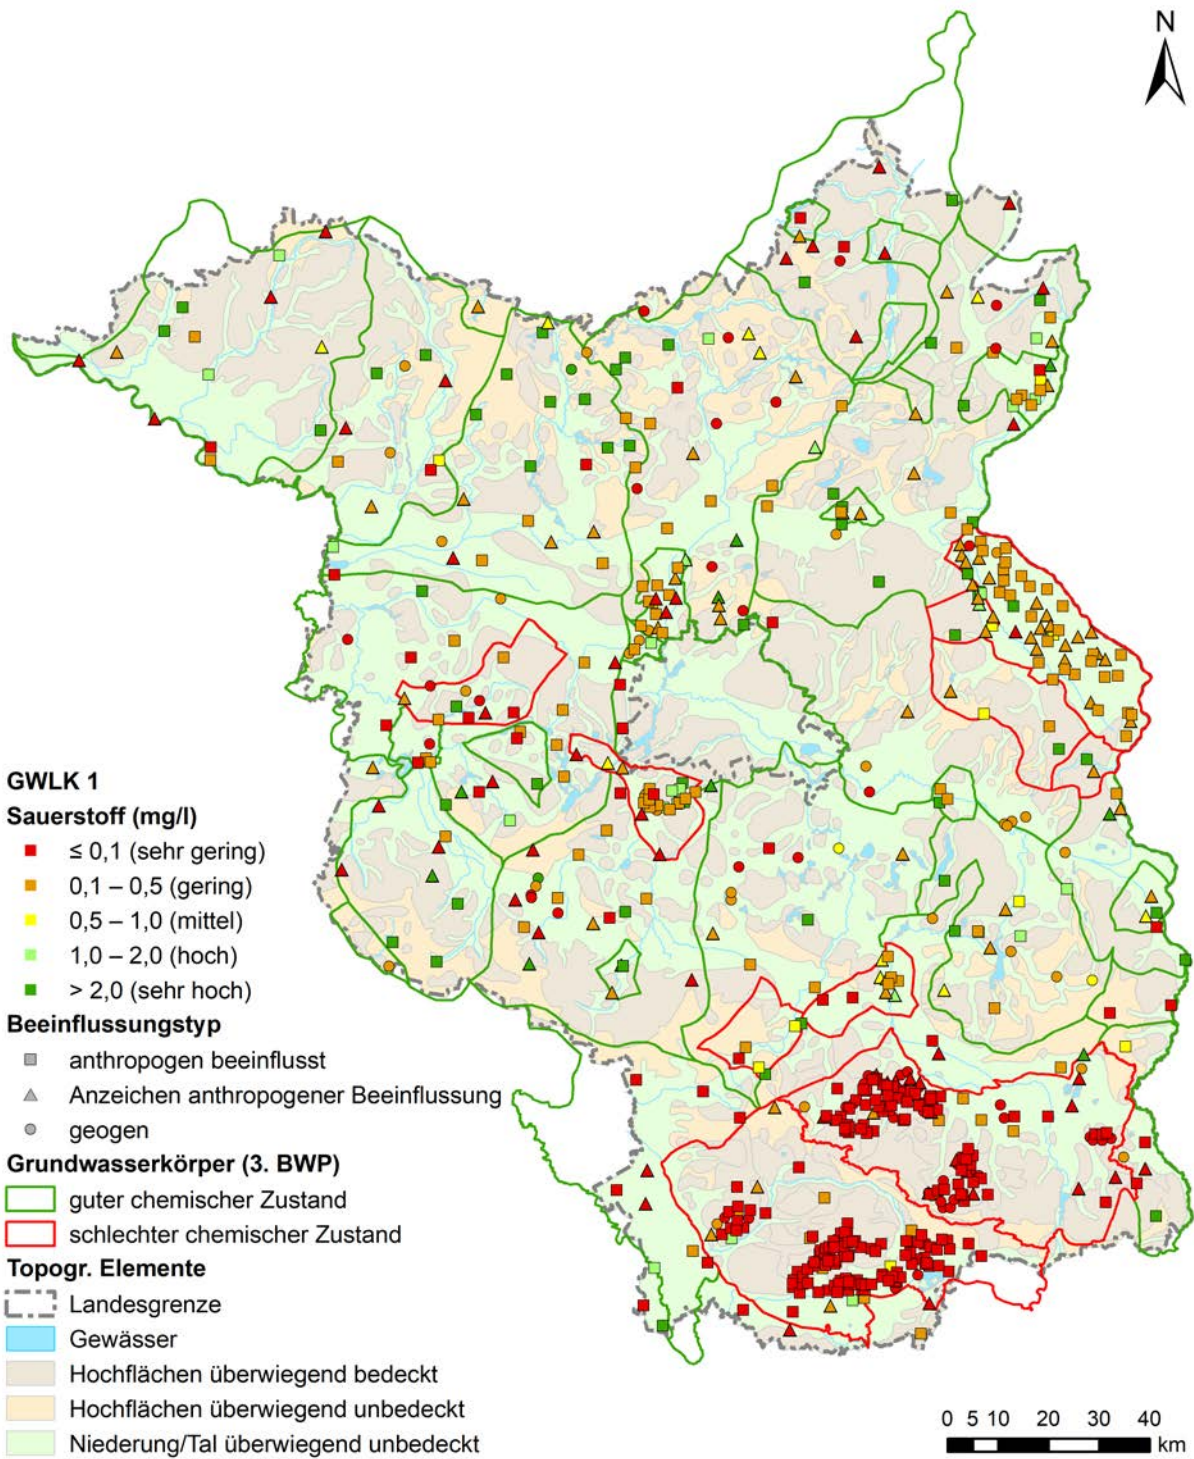 N
GWLK 1
Sauerstoff (mg/l)
≤ 0,1 (sehr gering)
0,1 – 0,5 (gering)
0,5 – 1,0 (mittel)
1,0 – 2,0 (hoch)
> 2,0 (sehr hoch)
Beeinflussungstyp
anthropogen beeinflusst
Anzeichen anthropogener Beeinflussung
geogen
Grundwasserkörper (3. BWP)
guter chemischer Zustand
schlechter chemischer Zustand
Topogr. Elemente
Landesgrenze
Gewässer
Hochflächen überwiegend bedeckt
Hochflächen überwiegend unbedeckt
Niederung/Tal überwiegend unbedeckt
0 5 10 20 30 40
km